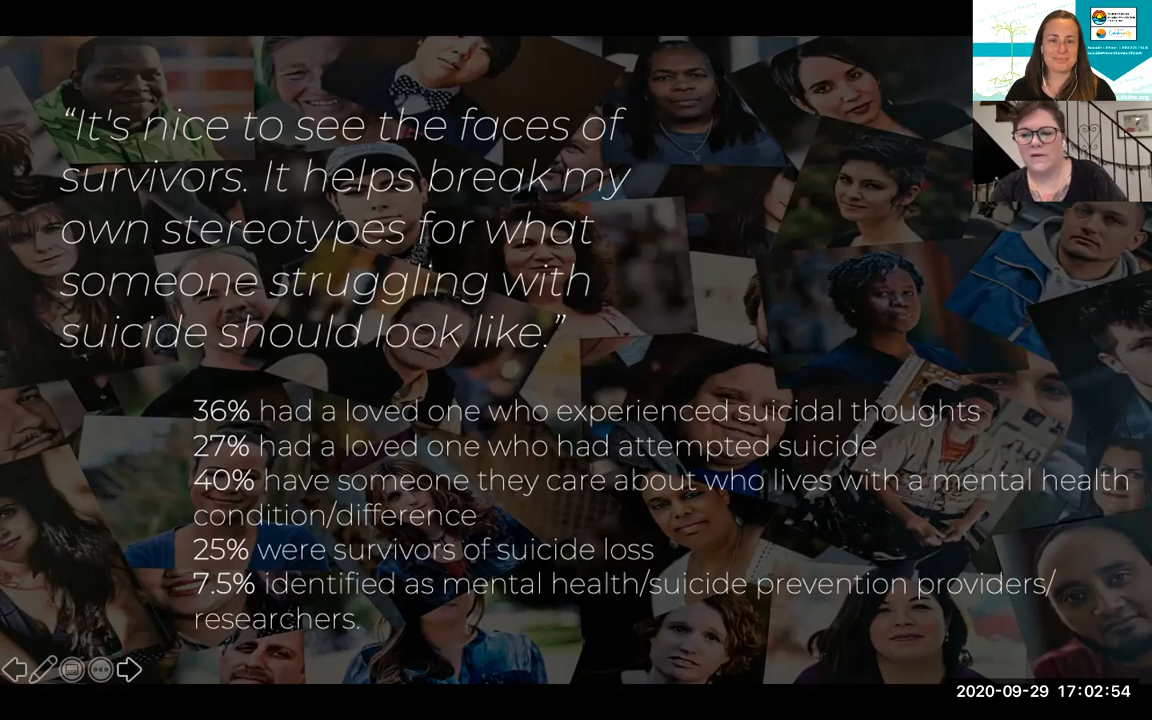 “It's nice to see the faces of
survivors. It helps break my
own stereotypes for what
someone struggling with
suicide should look like.”
36% had a loved one who experienced suicidal thoughts
27% had a loved one who had attempted suicide
40% have someone they care about who lives with a mental health
condition/difference
25% were survivors of suicide loss
7.5% identified as mental health/suicide prevention providers/
researchers.
2020-09-29 17:02:54